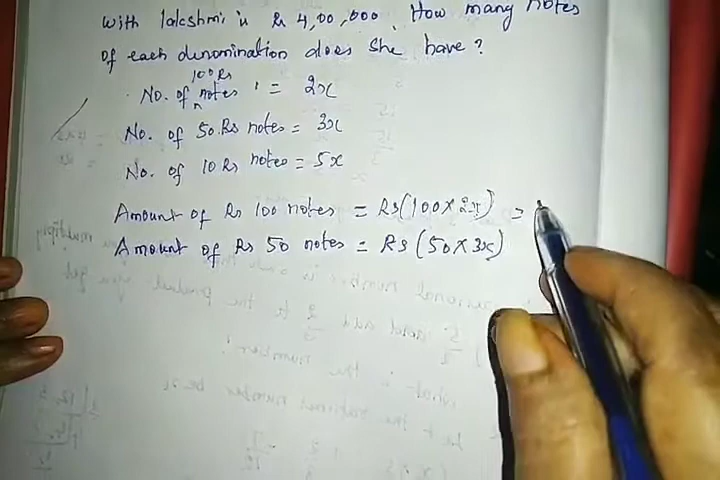 with lakshmi is Rs 4,00,000. How many notes
of each denomination does she have?
No. of 100 Rs notes = 2x
No. of 50 Rs notes = 3x
No. of 10 Rs notes = 5x
Amount of Rs 100 notes = Rs(100 × 2x) =
Amount of Rs 50 notes = Rs (50 × 3x)